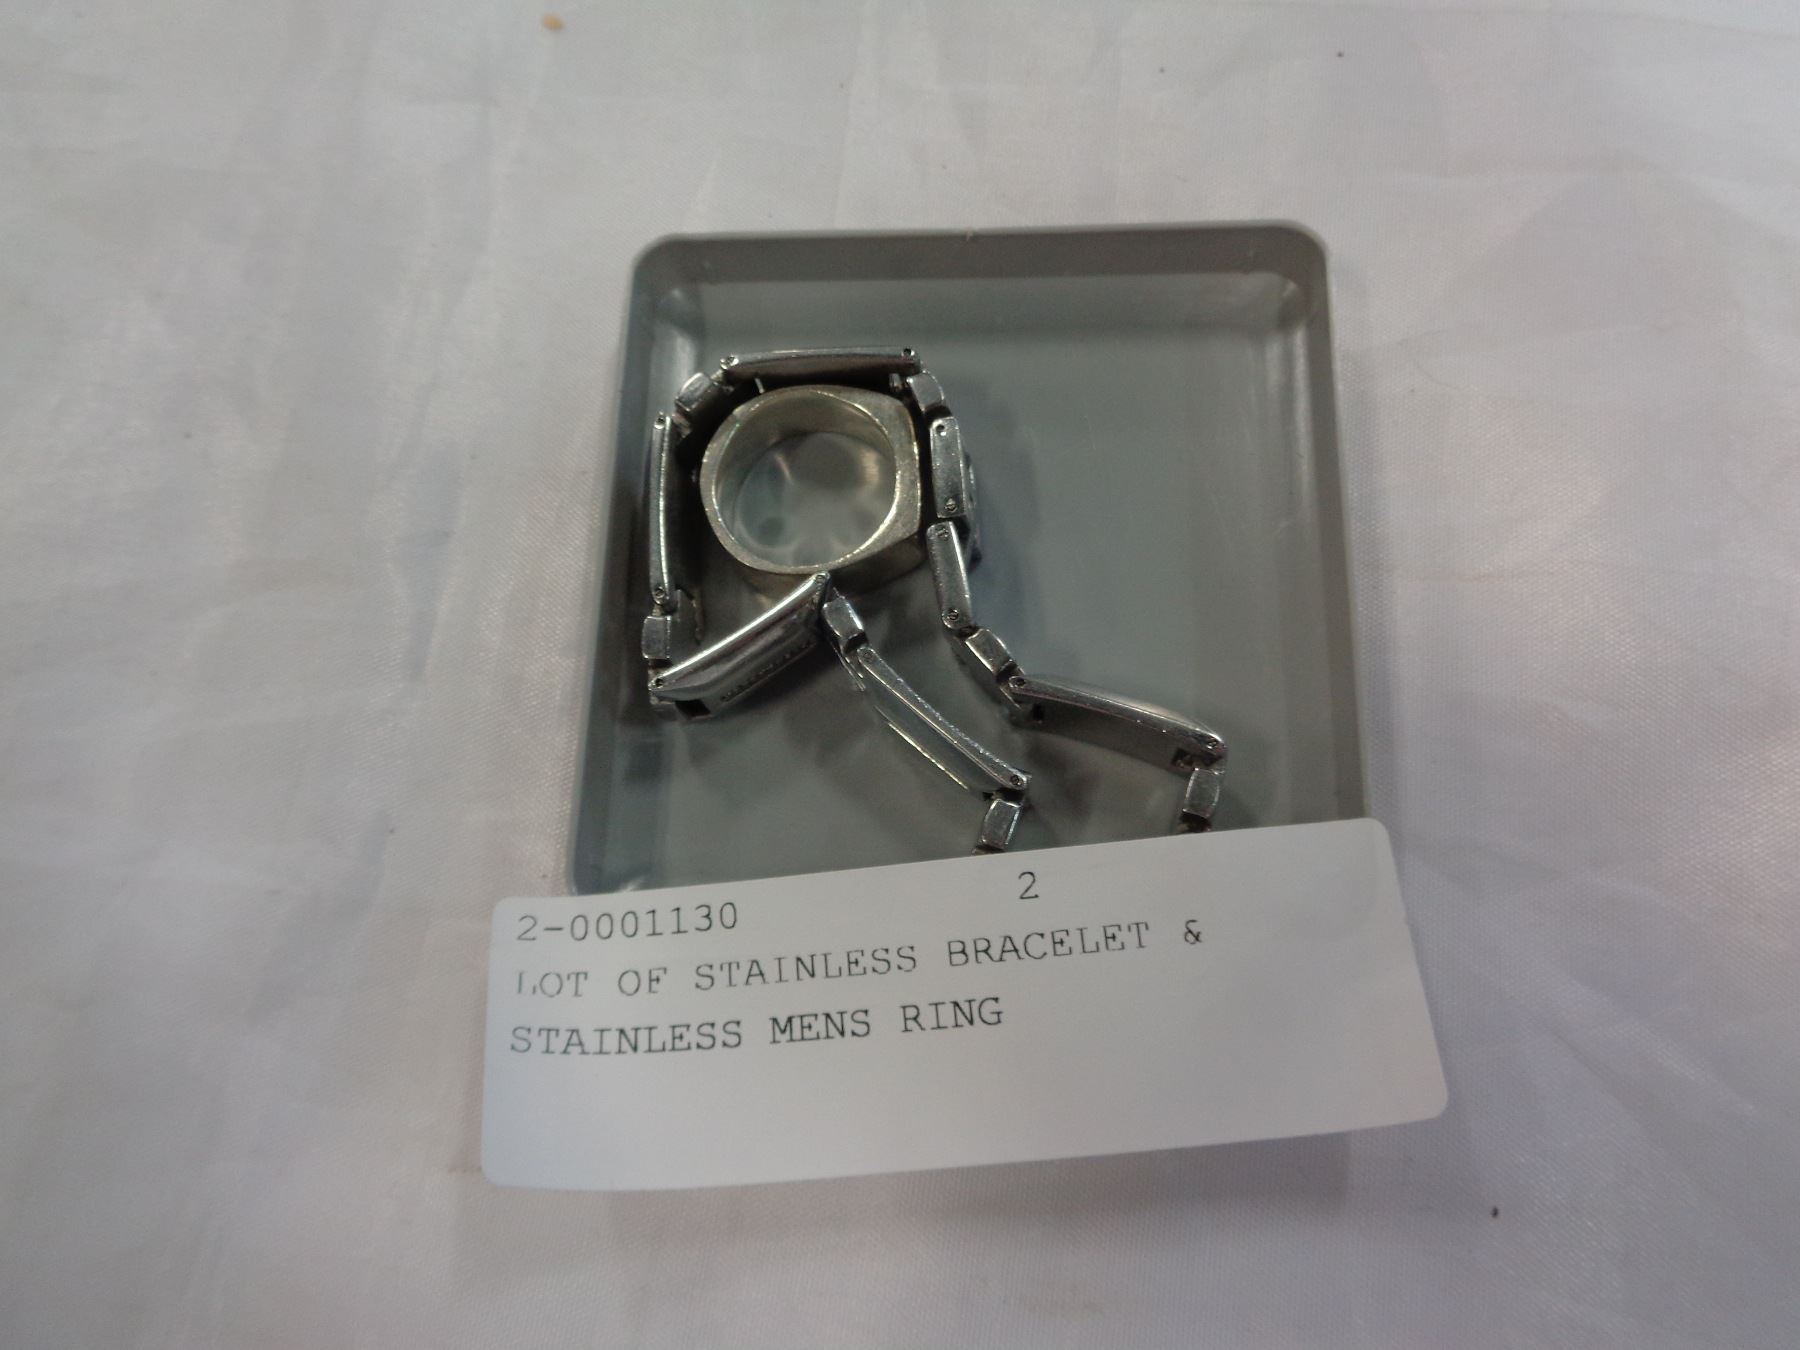 2-0001130 2
LOT OF STAINLESS BRACELET &
STAINLESS MENS RING